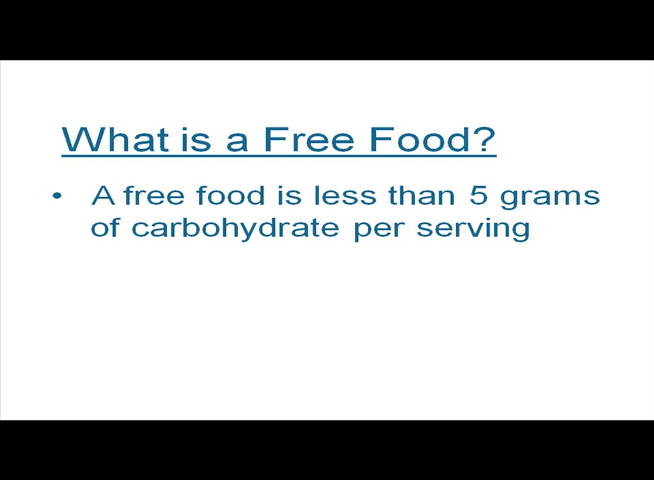 What is a Free Food?
• A free food is less than 5 grams
of carbohydrate per serving